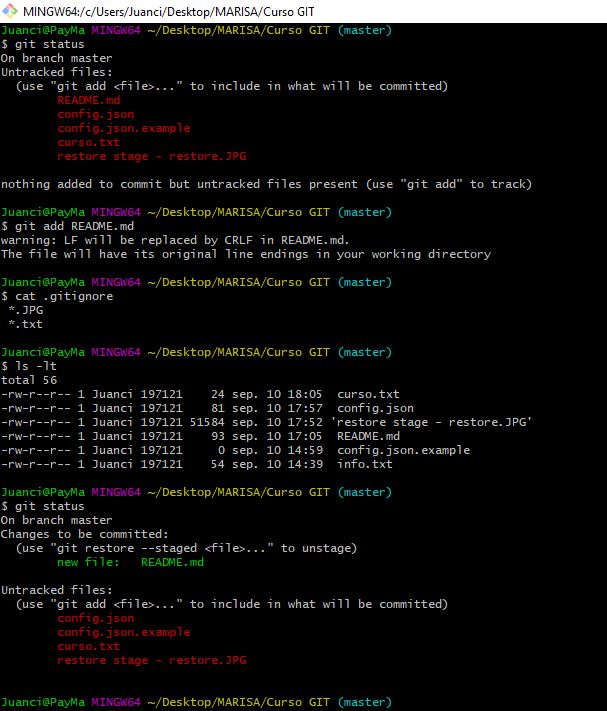 MINGW64:/c/Users/Juanci/Desktop/MARISA/Curso GIT
Juanci@PayMa MINGW64 ~/Desktop/MARISA/Curso GIT (master)
$ git status
On branch master
Untracked files:
  (use "git add <file>..." to include in what will be committed)
        README.md
        config.json
        config.json.example
        curso.txt
        restore stage - restore.JPG

nothing added to commit but untracked files present (use "git add" to track)

Juanci@PayMa MINGW64 ~/Desktop/MARISA/Curso GIT (master)
$ git add README.md
warning: LF will be replaced by CRLF in README.md.
The file will have its original line endings in your working directory

Juanci@PayMa MINGW64 ~/Desktop/MARISA/Curso GIT (master)
$ cat .gitignore
 *.JPG
 *.txt

Juanci@PayMa MINGW64 ~/Desktop/MARISA/Curso GIT (master)
$ ls -lt
total 56
-rw-r--r-- 1 Juanci 197121    24 sep. 10 18:05  curso.txt
-rw-r--r-- 1 Juanci 197121    81 sep. 10 17:57  config.json
-rw-r--r-- 1 Juanci 197121 51584 sep. 10 17:52 'restore stage - restore.JPG'
-rw-r--r-- 1 Juanci 197121    93 sep. 10 17:05  README.md
-rw-r--r-- 1 Juanci 197121     0 sep. 10 14:59  config.json.example
-rw-r--r-- 1 Juanci 197121    54 sep. 10 14:39  info.txt

Juanci@PayMa MINGW64 ~/Desktop/MARISA/Curso GIT (master)
$ git status
On branch master
Changes to be committed:
  (use "git restore --staged <file>..." to unstage)
        new file:   README.md

Untracked files:
  (use "git add <file>..." to include in what will be committed)
        config.json
        config.json.example
        curso.txt
        restore stage - restore.JPG


Juanci@PayMa MINGW64 ~/Desktop/MARISA/Curso GIT (master)